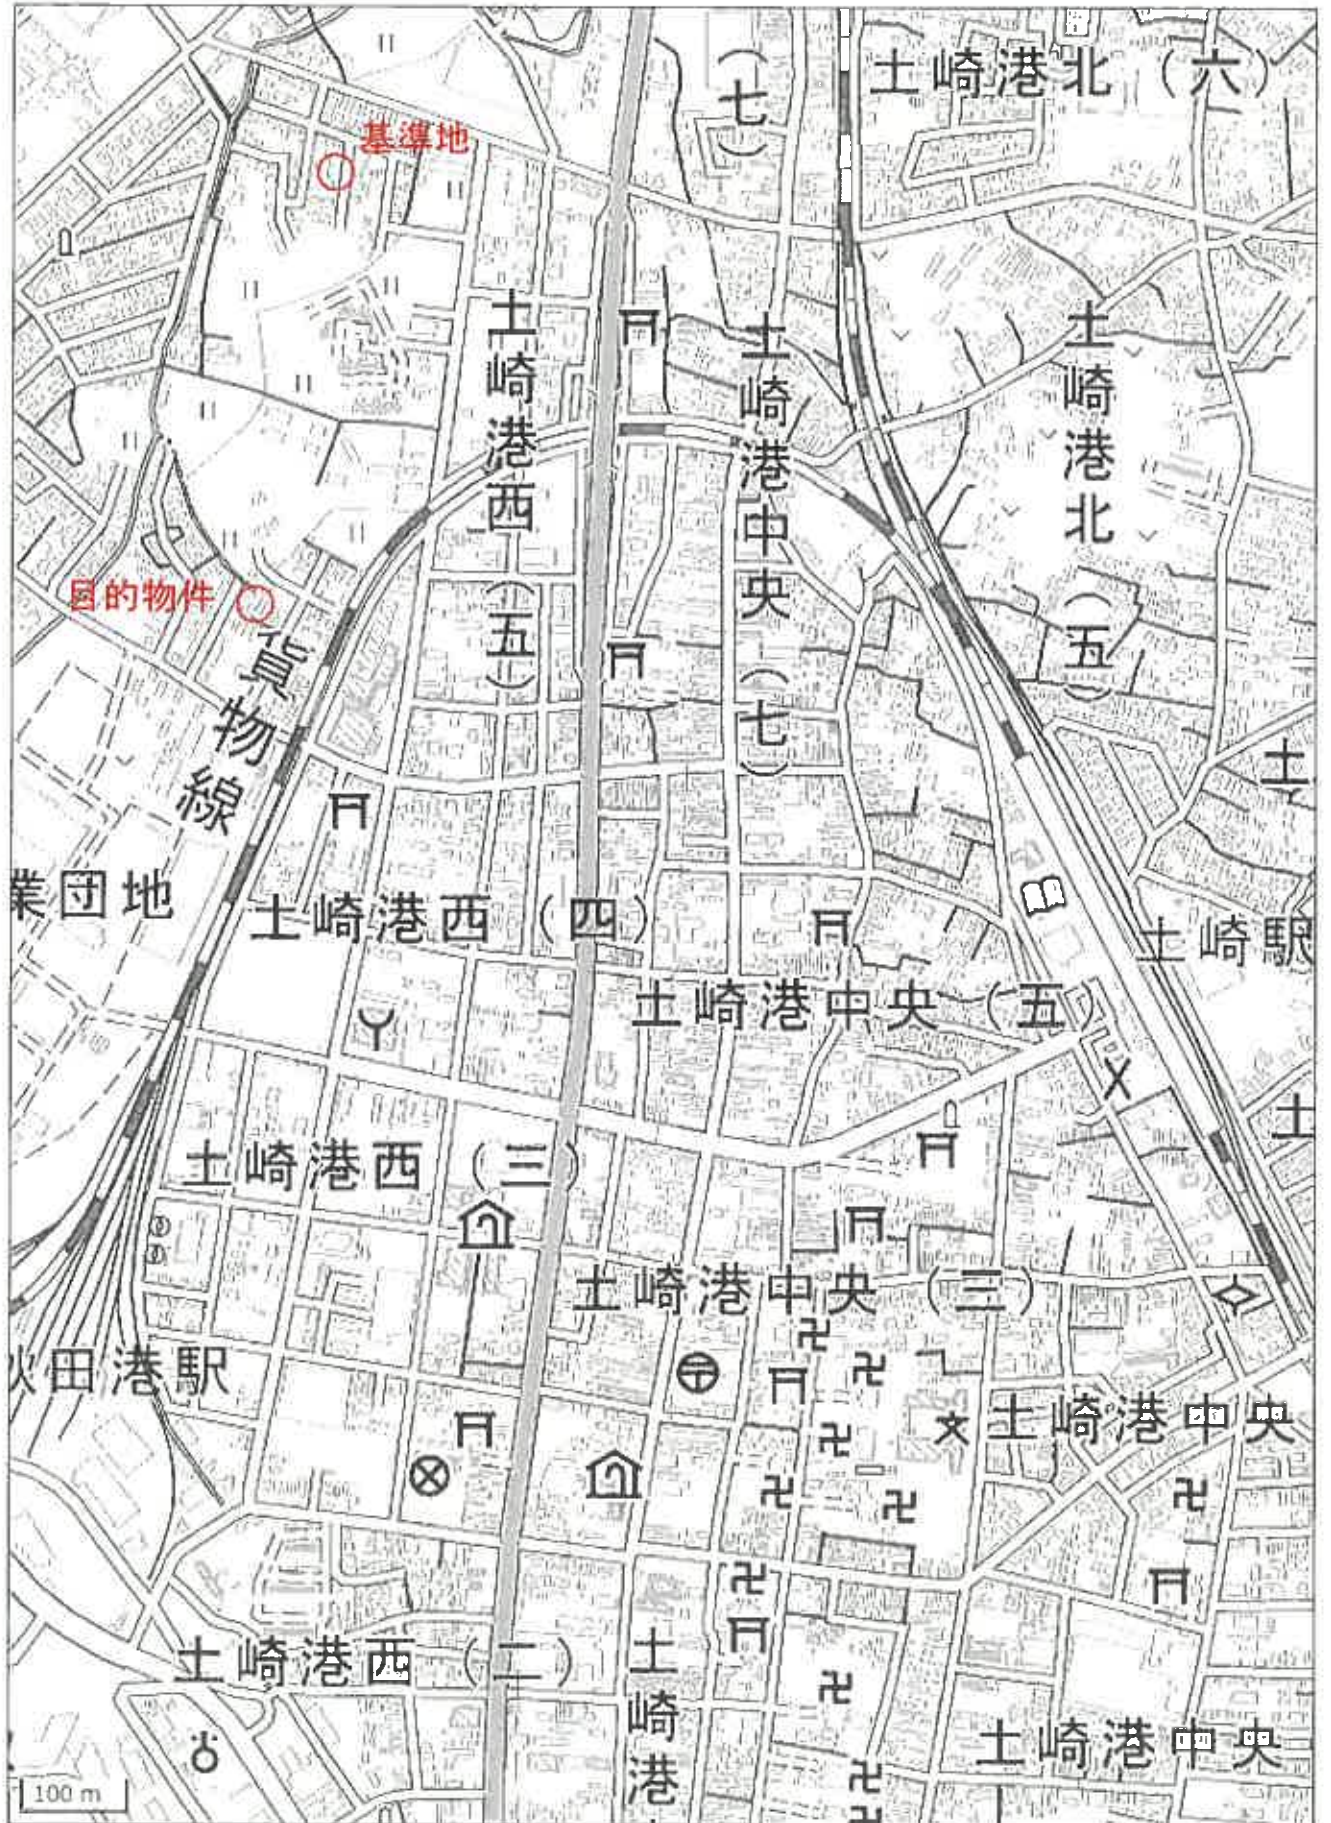 (七)
土崎港北(六)
基準地
土崎港西(五)
土崎港中央(七)
土崎港北(五)
目的物件
貨物線
土
業団地
土崎港西(四)
土崎駅
土崎港中央(五)
土
土崎港西(三)
土崎港中央(三)
秋田港駅
土崎港中央
土崎港西(二)
土崎港
土崎港中央
100 m